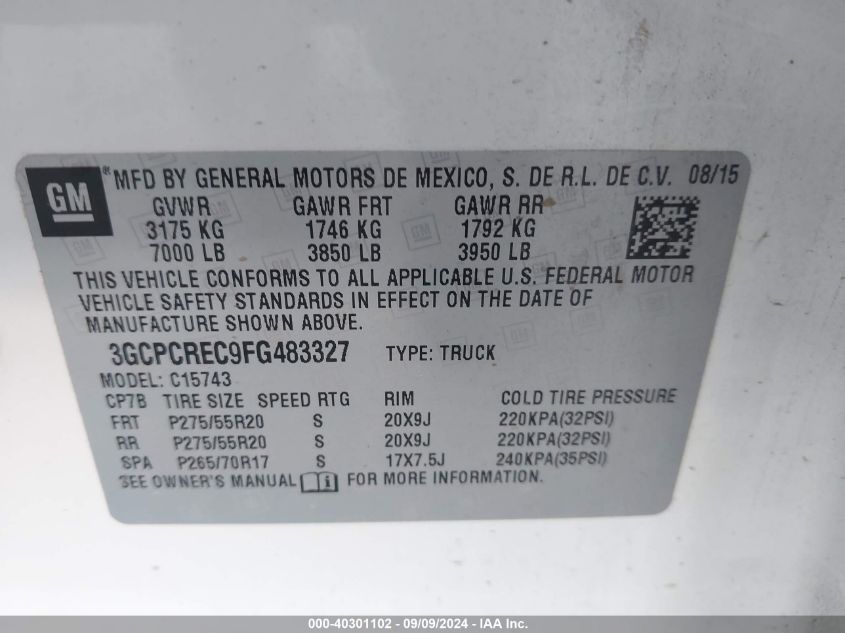 GM ® MFD BY GENERAL MOTORS DE MEXICO, S. DE R.L. DE C.V. 08/15
GVWR GAWR FRT GAWR RR
3175 KG 1746 KG 1792 KG
7000 LB 3850 LB 3950 LB
THIS VEHICLE CONFORMS TO ALL APPLICABLE U.S. FEDERAL MOTOR
VEHICLE SAFETY STANDARDS IN EFFECT ON THE DATE OF
MANUFACTURE SHOWN ABOVE.
3GCPCREC9FG483327 TYPE: TRUCK
MODEL: C15743
CP7B TIRE SIZE SPEED RTG RIM COLD TIRE PRESSURE
FRT P275/55R20 S 20X9J 220KPA(32PSI)
RR P275/55R20 S 20X9J 220KPA(32PSI)
SPA P265/70R17 S 17X7.5J 240KPA(35PSI)
SEE OWNER'S MANUAL i FOR MORE INFORMATION.
000-40301102 - 09/09/2024 - IAA Inc.